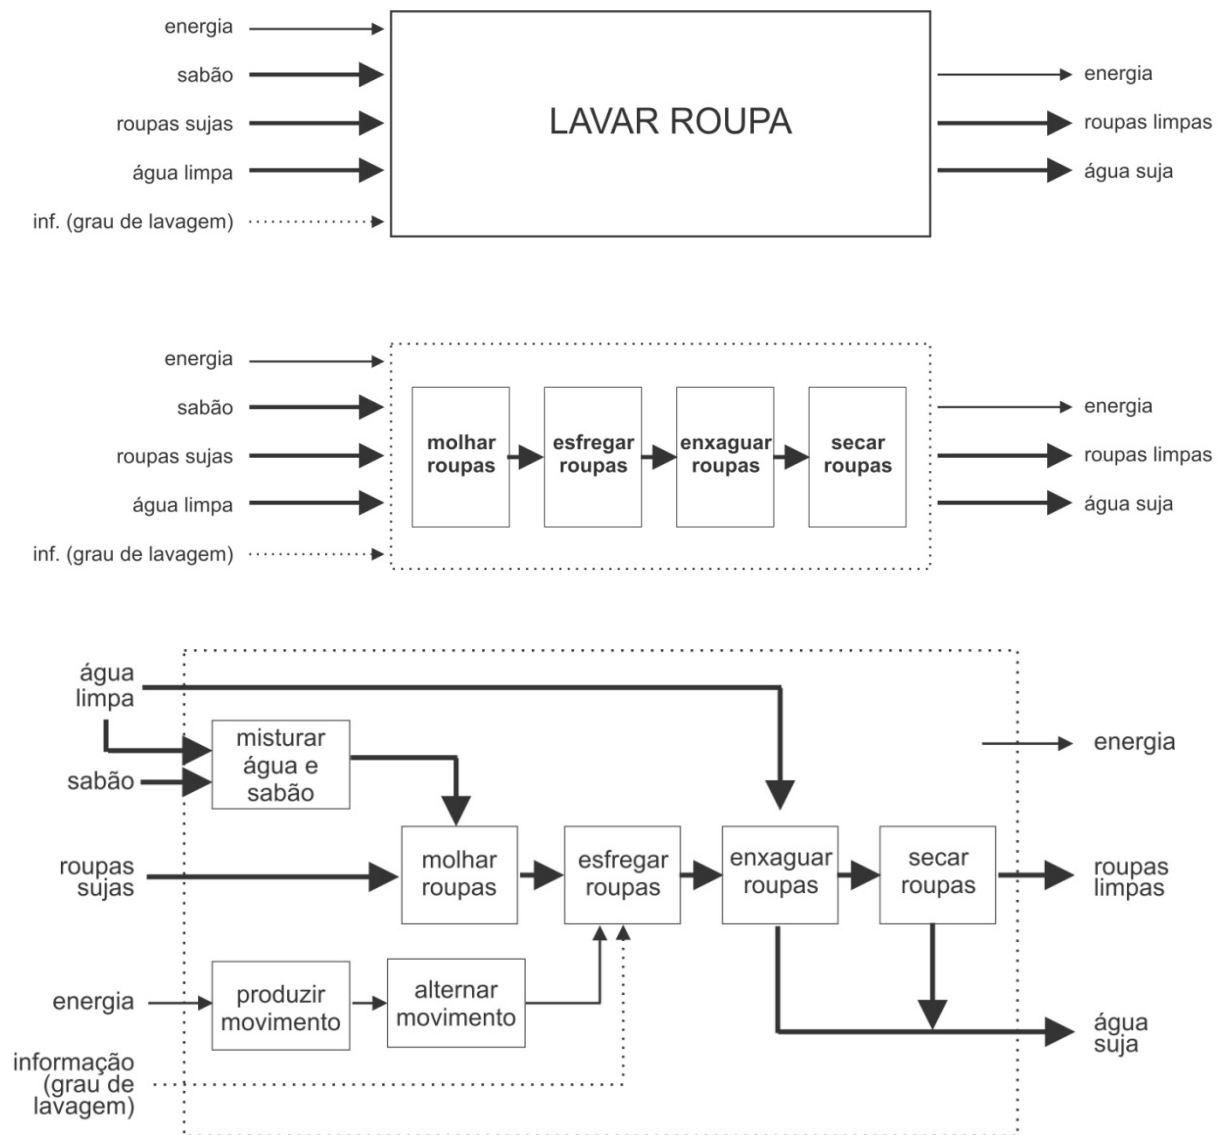 energia
sabão
roupas sujas
água limpa
inf. (grau de lavagem)
LAVAR ROUPA
energia
roupas limpas
água suja
energia
sabão
roupas sujas
água limpa
inf. (grau de lavagem)
molhar
roupas
esfregar
roupas
enxaguar
roupas
secar
roupas
energia
roupas limpas
água suja
água
limpa
sabão
roupas
sujas
energia
informação
(grau de
lavagem)
misturar
água e
sabão
molhar
roupas
esfregar
roupas
enxaguar
roupas
secar
roupas
produzir
movimento
alternar
movimento
energia
roupas
limpas
água
suja